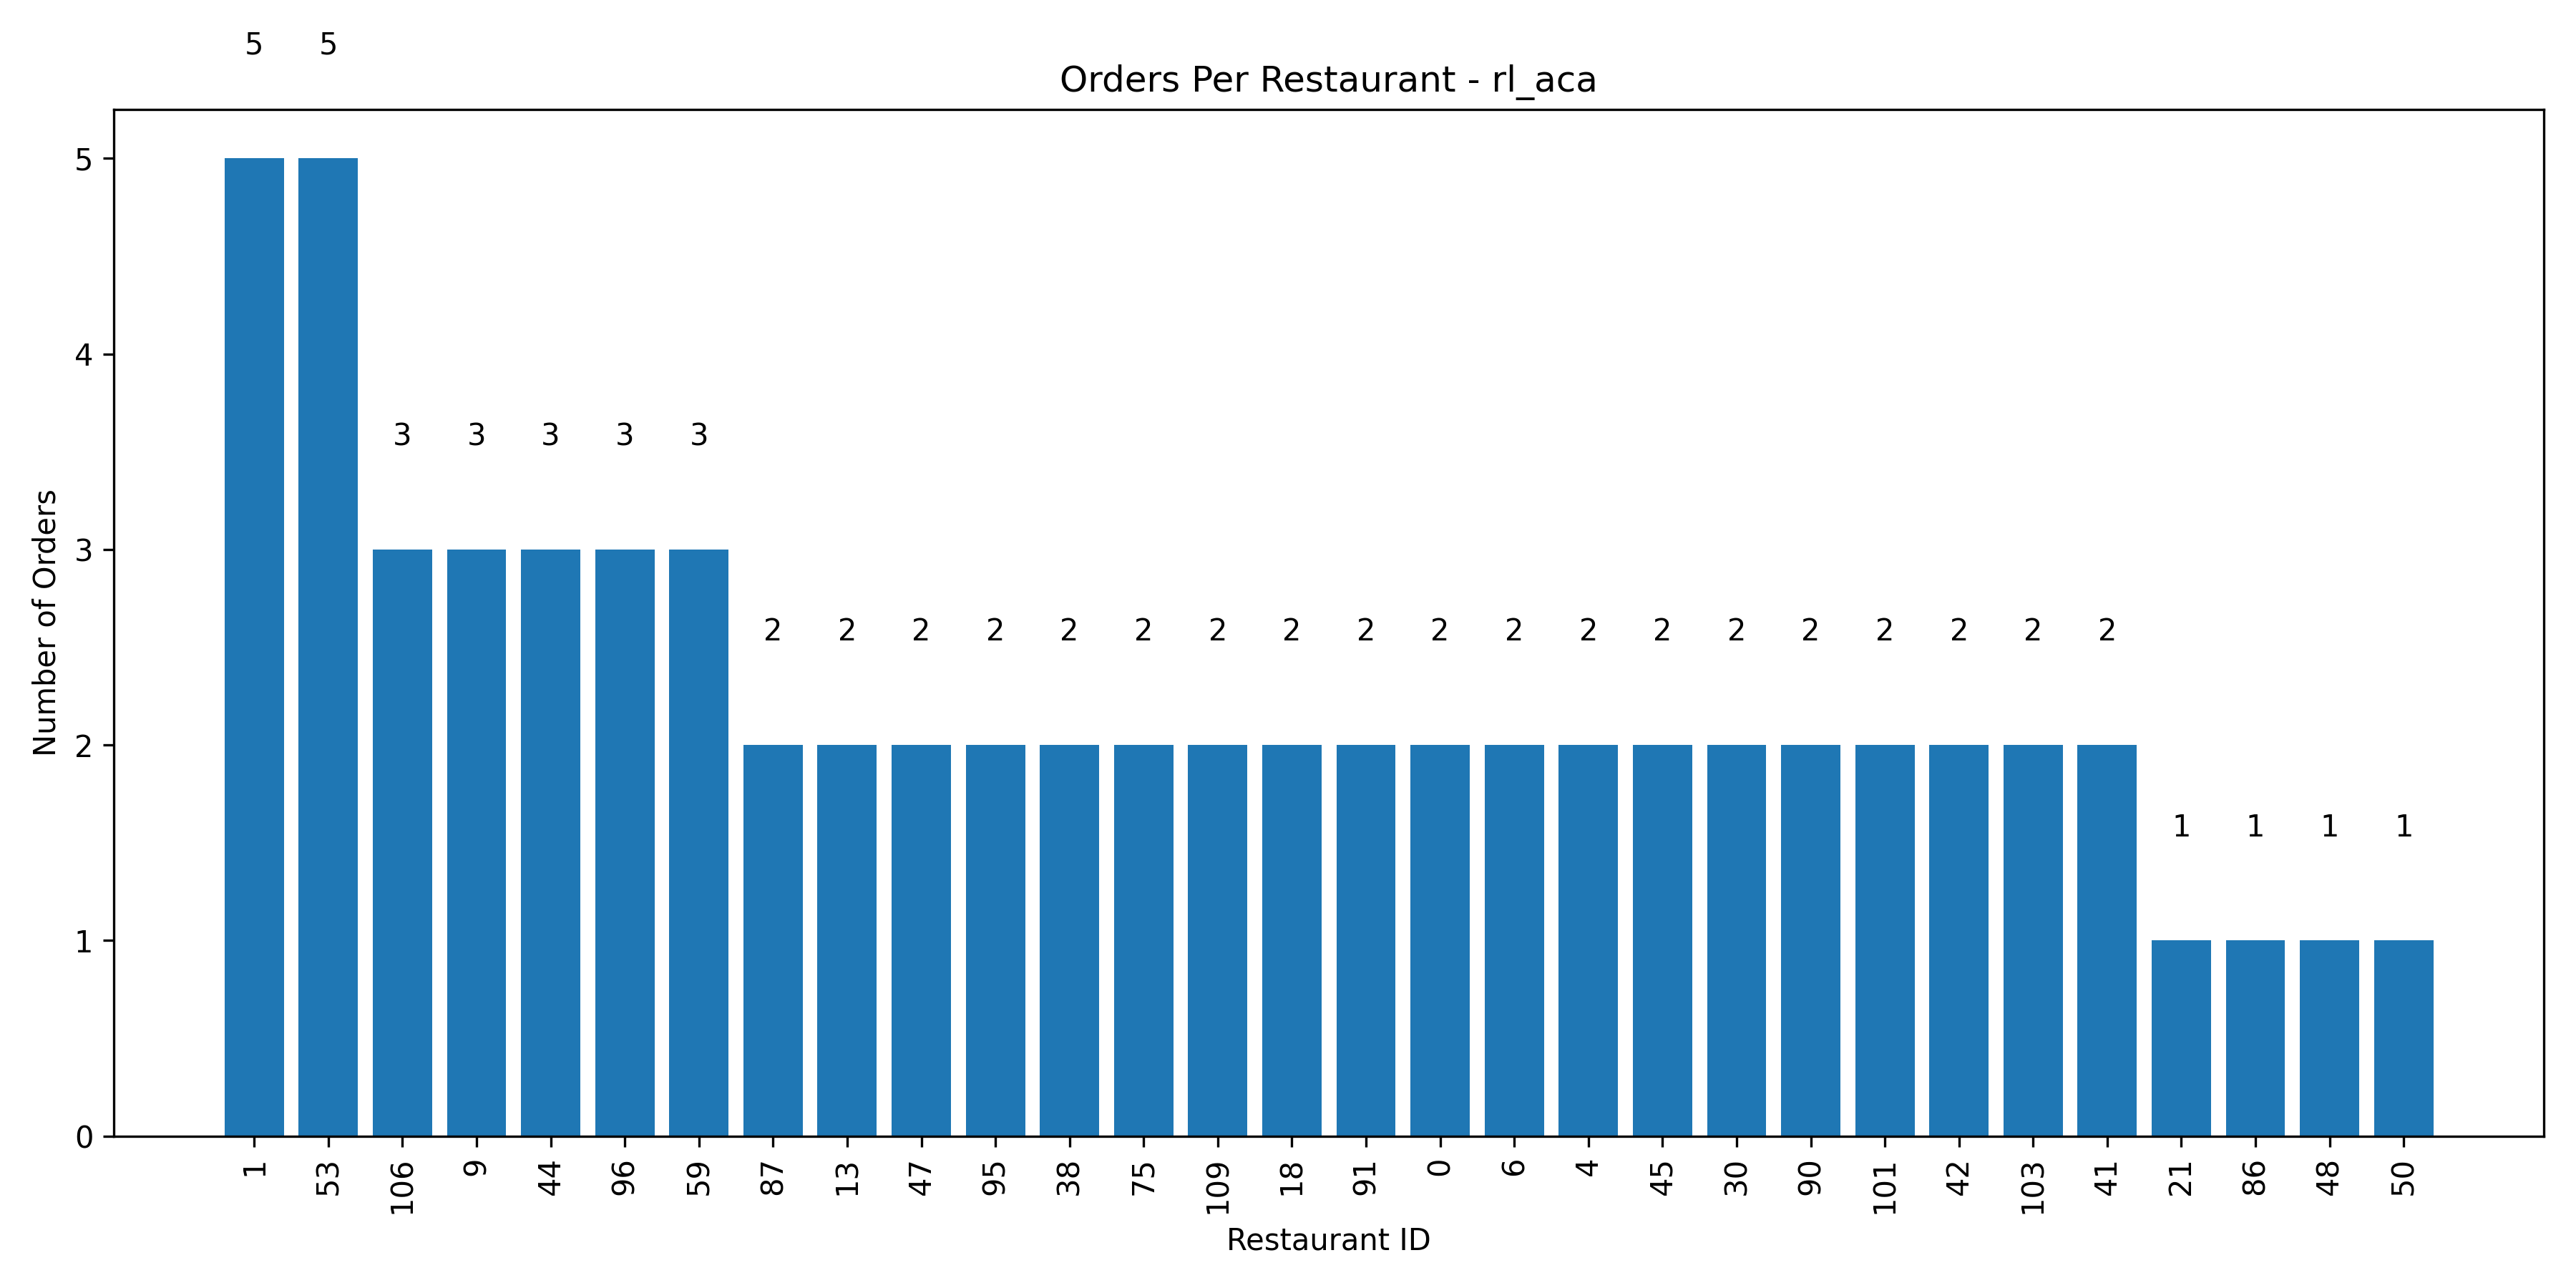 5 5
Orders Per Restaurant - rl_aca
5
4
3 3 3 3 3
3
2 2 2 2 2 2 2 2 2 2 2 2 2 2 2 2 2 2 2
2
1 1 1 1
1
0
Number of Orders
1 53 106 9 44 96 59 87 13 47 95 38 75 109 18 91 0 6 4 45 30 90 101 42 103 41 21 86 48 50
Restaurant ID